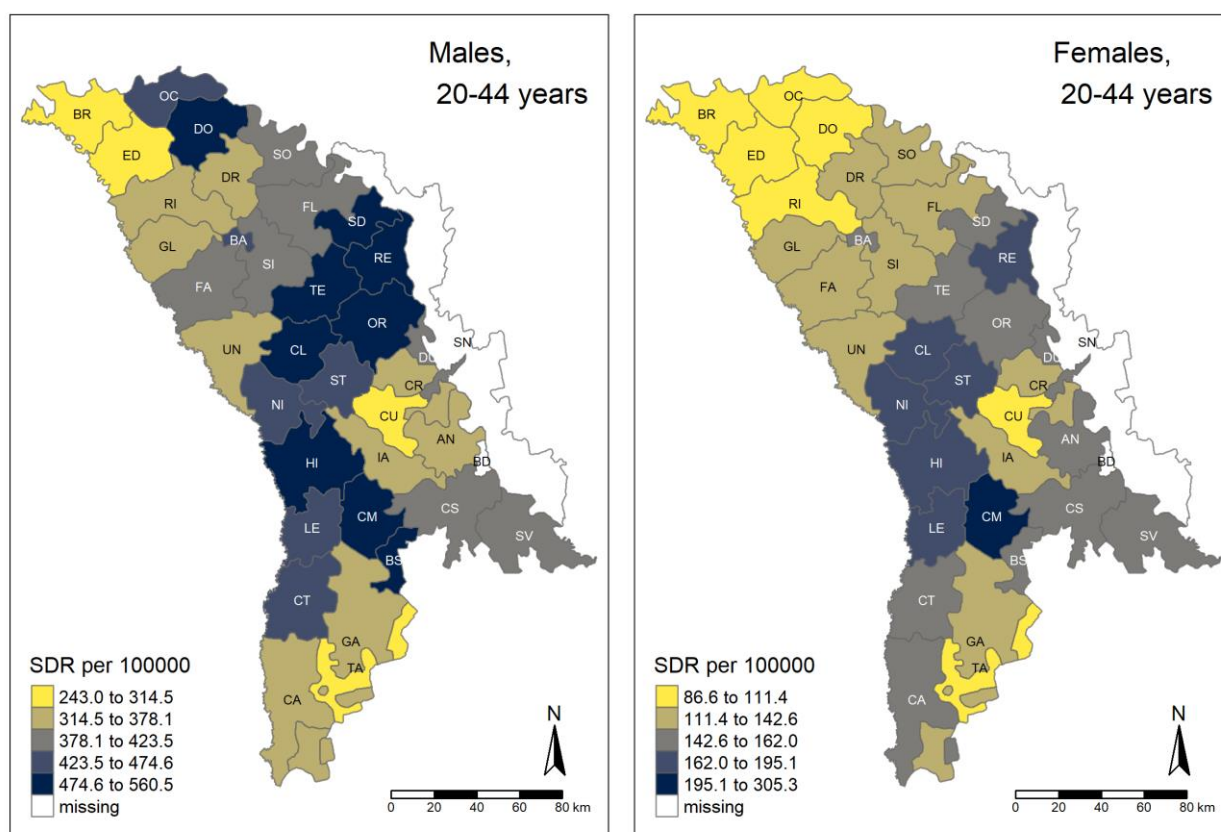 Males,
20-44 years
OC
BR
DO
ED
SO
DR
RI
FL
SD
GL
BA
RE
SI
FA
TE
OR
SN
UN
CL
DU
ST
CR
NI
CU
AN
IA
BD
HI
CS
CM
LE
SV
BS
CT
GA
TA
CA
SDR per 100000
243.0 to 314.5
314.5 to 378.1
378.1 to 423.5
423.5 to 474.6
474.6 to 560.5
missing
N
0 20 40 60 80 km
Females,
20-44 years
OC
BR
DO
ED
SO
DR
RI
FL
SD
GL
BA
RE
SI
FA
TE
OR
SN
UN
CL
DU
ST
CR
NI
CU
AN
IA
BD
HI
CS
CM
LE
SV
BS
CT
GA
TA
CA
SDR per 100000
86.6 to 111.4
111.4 to 142.6
142.6 to 162.0
162.0 to 195.1
195.1 to 305.3
missing
N
0 20 40 60 80 km